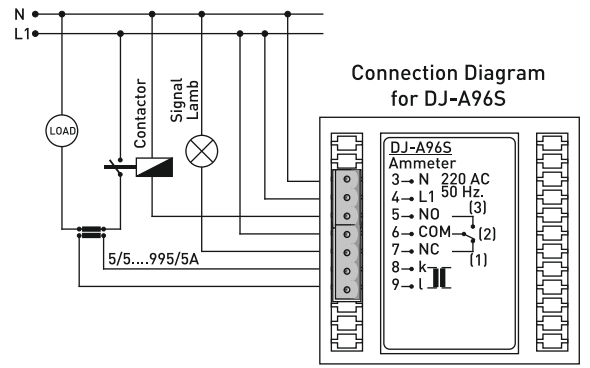 N
L1
Connection Diagram
for DJ-A96S
LOAD
Contactor
Signal
Lamb
5/5....995/5A
DJ-A96S
Ammeter
3 N 220 AC
4 L1 50 Hz.
5 NO (3)
6 COM (2)
7 NC (1)
8 k
9 l